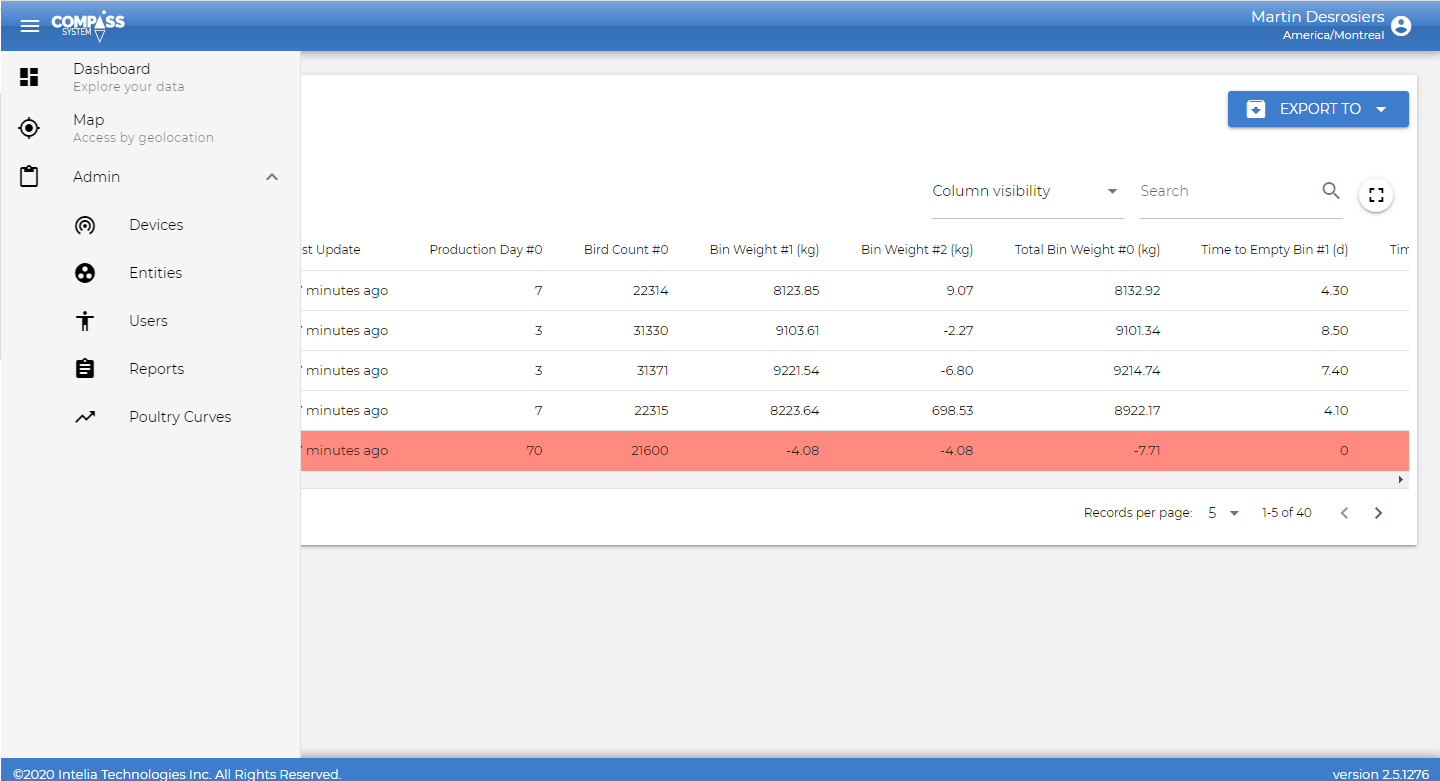 COMPASS
SYSTEM
Martin Desrosiers
America/Montreal
Dashboard
Explore your data
Map
Access by geolocation
Admin
Devices
Entities
Users
Reports
Poultry Curves
EXPORT TO
Column visibility Search
st Update Production Day #0 Bird Count #0 Bin Weight #1 (kg) Bin Weight #2 (kg) Total Bin Weight #0 (kg) Time to Empty Bin #1 (d) Tim
minutes ago 7 22314 8123.85 9.07 8132.92 4.30
minutes ago 3 31330 9103.61 -2.27 9101.34 8.50
minutes ago 3 31371 9221.54 -6.80 9214.74 7.40
minutes ago 7 22315 8223.64 698.53 8922.17 4.10
minutes ago 70 21600 -4.08 -4.08 -7.71 0
Records per page: 5 1-5 of 40
©2020 Intelia Technologies Inc. All Rights Reserved.
version 2.5.1276